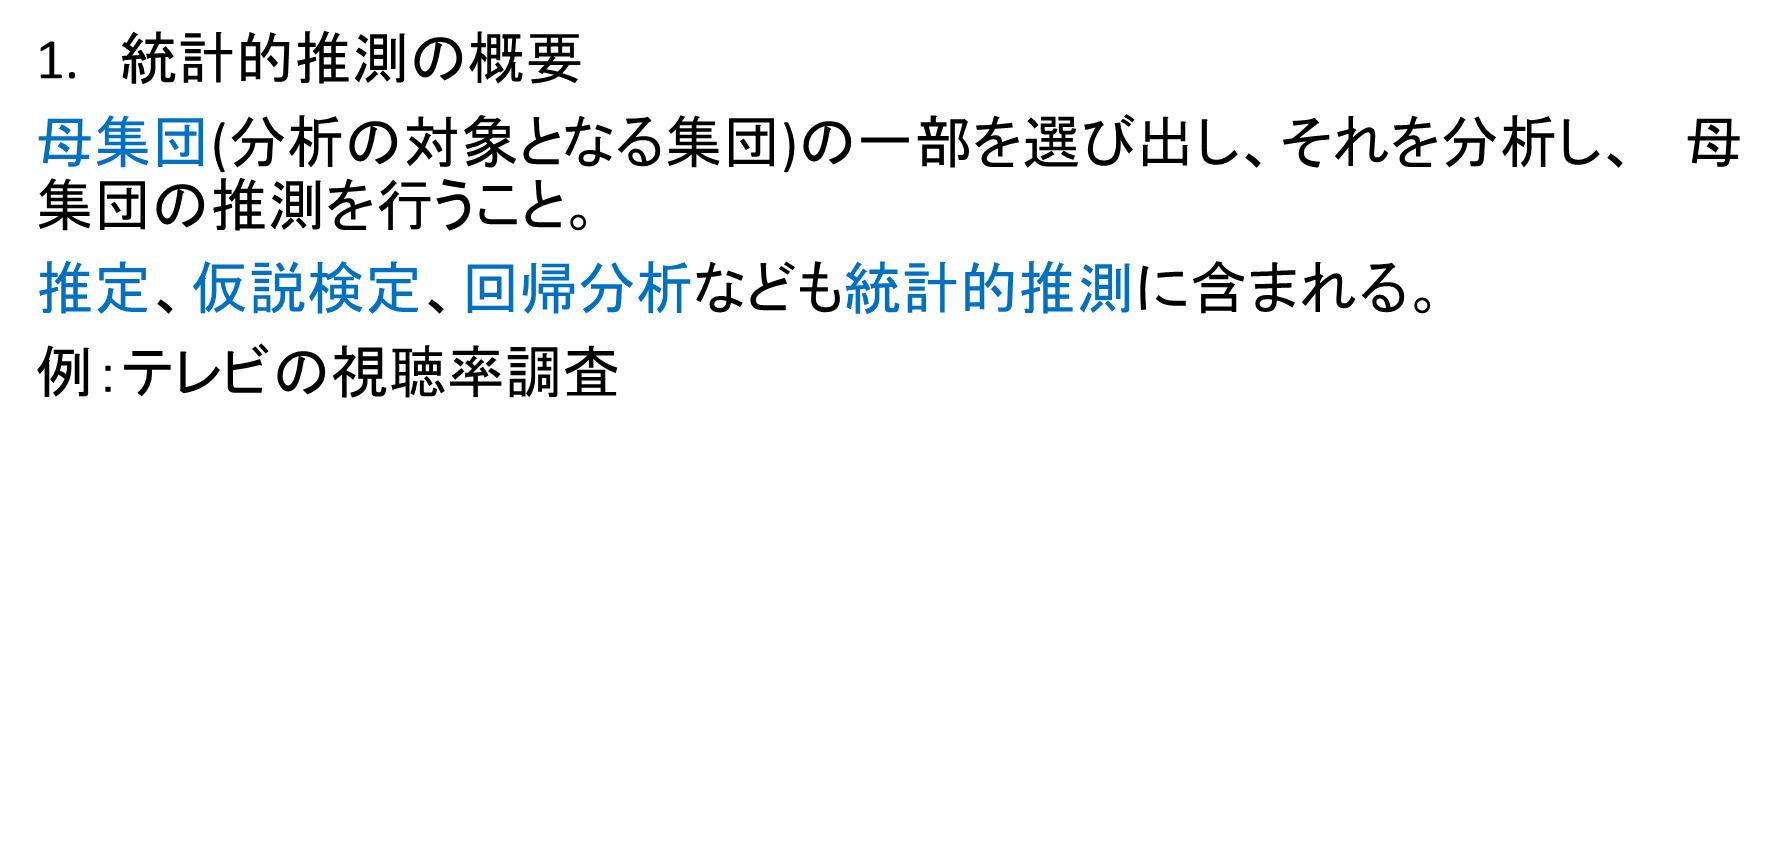 1. 統計的推測の概要
母集団(分析の対象となる集団)の一部を選び出し、それを分析し、 母
集団の推測を行うこと。
推定、仮説検定、回帰分析なども統計的推測に含まれる。
例：テレビの視聴率調査